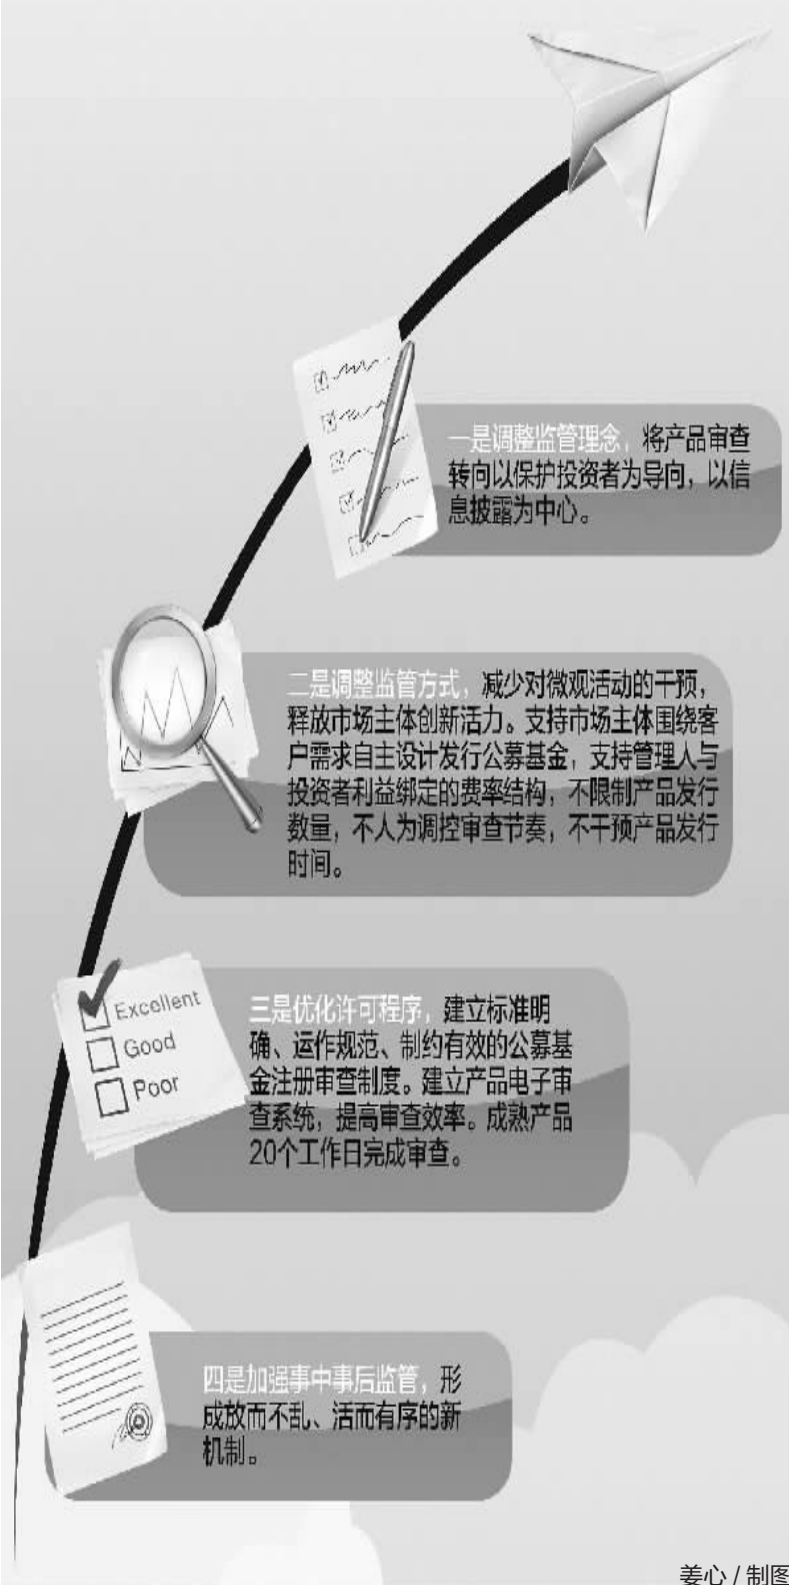 一是调整监管理念，将产品审查
转向以保护投资者为导向，以信
息披露为中心。
二是调整监管方式，减少对微观活动的干预，
释放市场主体创新活力。支持市场主体围绕客
户需求自主设计发行公募基金，支持管理人与
投资者利益绑定的费率结构，不限制产品发行
数量，不人为调控审查节奏，不干预产品发行
时间。
Excellent
Good
Poor
三是优化许可程序，建立标准明
确、运作规范、制约有效的公募基
金注册审查制度。建立产品电子审
查系统，提高审查效率。成熟产品
20个工作日完成审查。
四是加强事中事后监管，形
成放而不乱、活而有序的新
机制。
姜心 / 制图